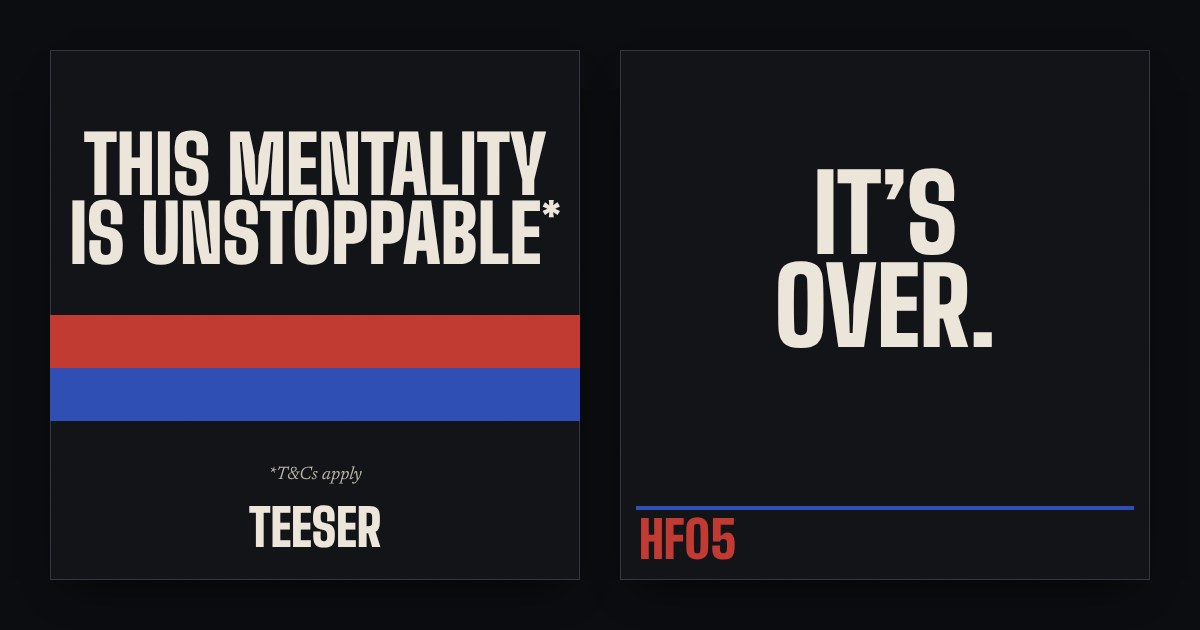 THIS MENTALITY
IS UNSTOPPABLE*
*T&Cs apply
TEESER
IT’S
OVER.
HF05